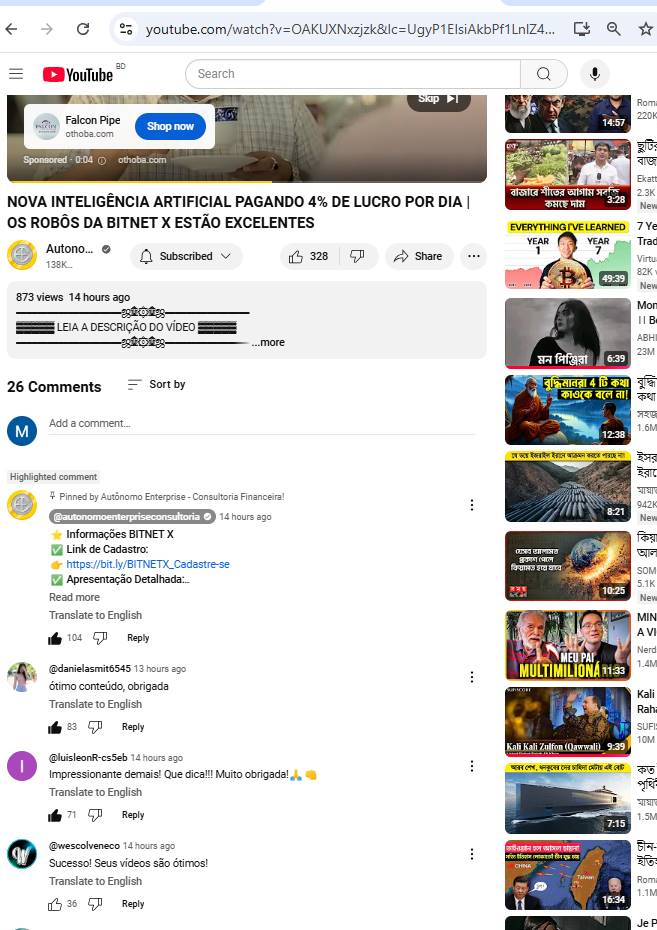 youtube.com/watch?v=OAKUXNxzjzk&lc=UgyP1ElsiAkbPf1LnlZ4...
YouTube BD
Search
Skip
Falcon Pipe
othoba.com
Shop now
Sponsored · 0:04 othoba.com
NOVA INTELIGÊNCIA ARTIFICIAL PAGANDO 4% DE LUCRO POR DIA |
OS ROBÔS DA BITNET X ESTÃO EXCELENTES
Autono...
138K...
Subscribed
328
Share
873 views 14 hours ago
LEIA A DESCRIÇÃO DO VÍDEO
...more
26 Comments
Sort by
M
Add a comment...
Highlighted comment
Pinned by Autônomo Enterprise - Consultoria Financeira!
@autonomoenterpriseconsultoria 14 hours ago
⭐ Informações BITNET X
✅ Link de Cadastro:
👉 https://bit.ly/BITNETX_Cadastre-se
✅ Apresentação Detalhada:..
Read more
Translate to English
104 Reply
@danielasmit6545 13 hours ago
ótimo conteúdo, obrigada
Translate to English
83 Reply
@luisleonR-cs5eb 14 hours ago
Impressionante demais! Que dica!!! Muito obrigada!🙏👊
Translate to English
71 Reply
@wescolveneco 14 hours ago
Sucesso! Seus vídeos são ótimos!
Translate to English
36 Reply
14:57
Roma
220K
বাজারে শীতের আগাম সবজি
কমছে দাম
3:28
ছুটির
বাজা
Ekatt
2.3K
New
EVERYTHING I'VE LEARNED
YEAR
1
YEAR
7
49:39
7 Ye
Trad
Virtu
82K v
New
মন পিঞ্জিরা
6:39
Mon
|| Be
ABHI
23M
বুদ্ধিমানরা 4 টি কথা
কাওকে বলে না!
12:38
বুদ্ধি
কথা
সহজ
1.6M
8:21
ইসর
ইরানে
মায়াজ
942K
New
10:25
কিয়া
আল
SOM
5.1K
New
MEU PAI
MULTIMILIONÁ
11:33
MIN
A VI
Nerd
1.4M
SUFISCORE
Kali Kali Zulfon (Qawwali)
9:39
Kali
Raha
SUFIS
10M
7:15
কত
পৃথি
মায়াজ
1.5M
CHINA
Taiwan
16:34
চীন-
ইতিহ
Roma
1.1M
Je P